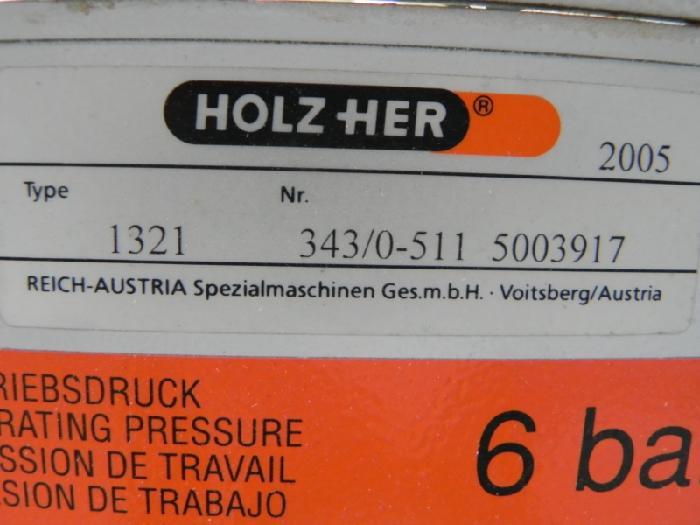 HOLZ-HER ®
2005
Type Nr.
1321 343/0-511 5003917
REICH-AUSTRIA Spezialmaschinen Ges.m.b.H. · Voitsberg/Austria
RIEBSDRUCK
RATING PRESSURE
SSION DE TRAVAIL
SION DE TRABAJO
6 ba